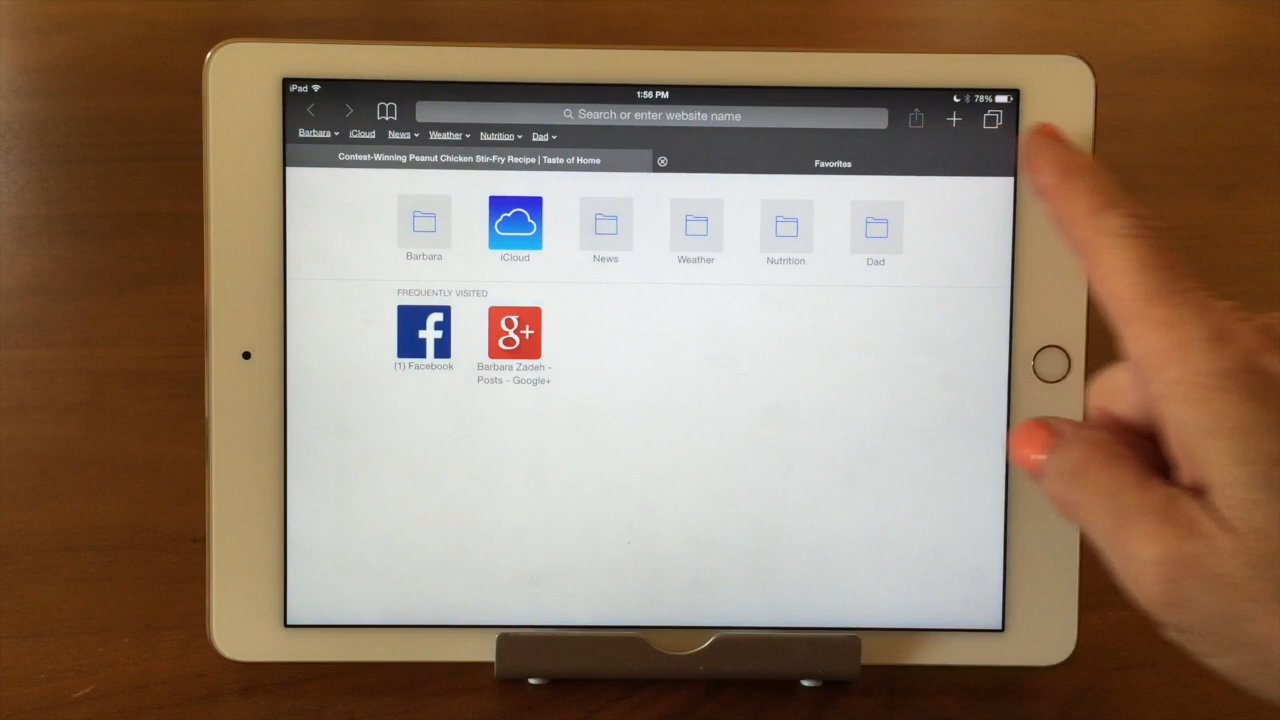 iPad 1:56 PM 78%
Search or enter website name
Barbara iCloud News Weather Nutrition Dad
Contest-Winning Peanut Chicken Stir-Fry Recipe | Taste of Home Favorites
Barbara iCloud News Weather Nutrition Dad
FREQUENTLY VISITED
f g+
(1) Facebook Barbara Zadeh -
Posts - Google+